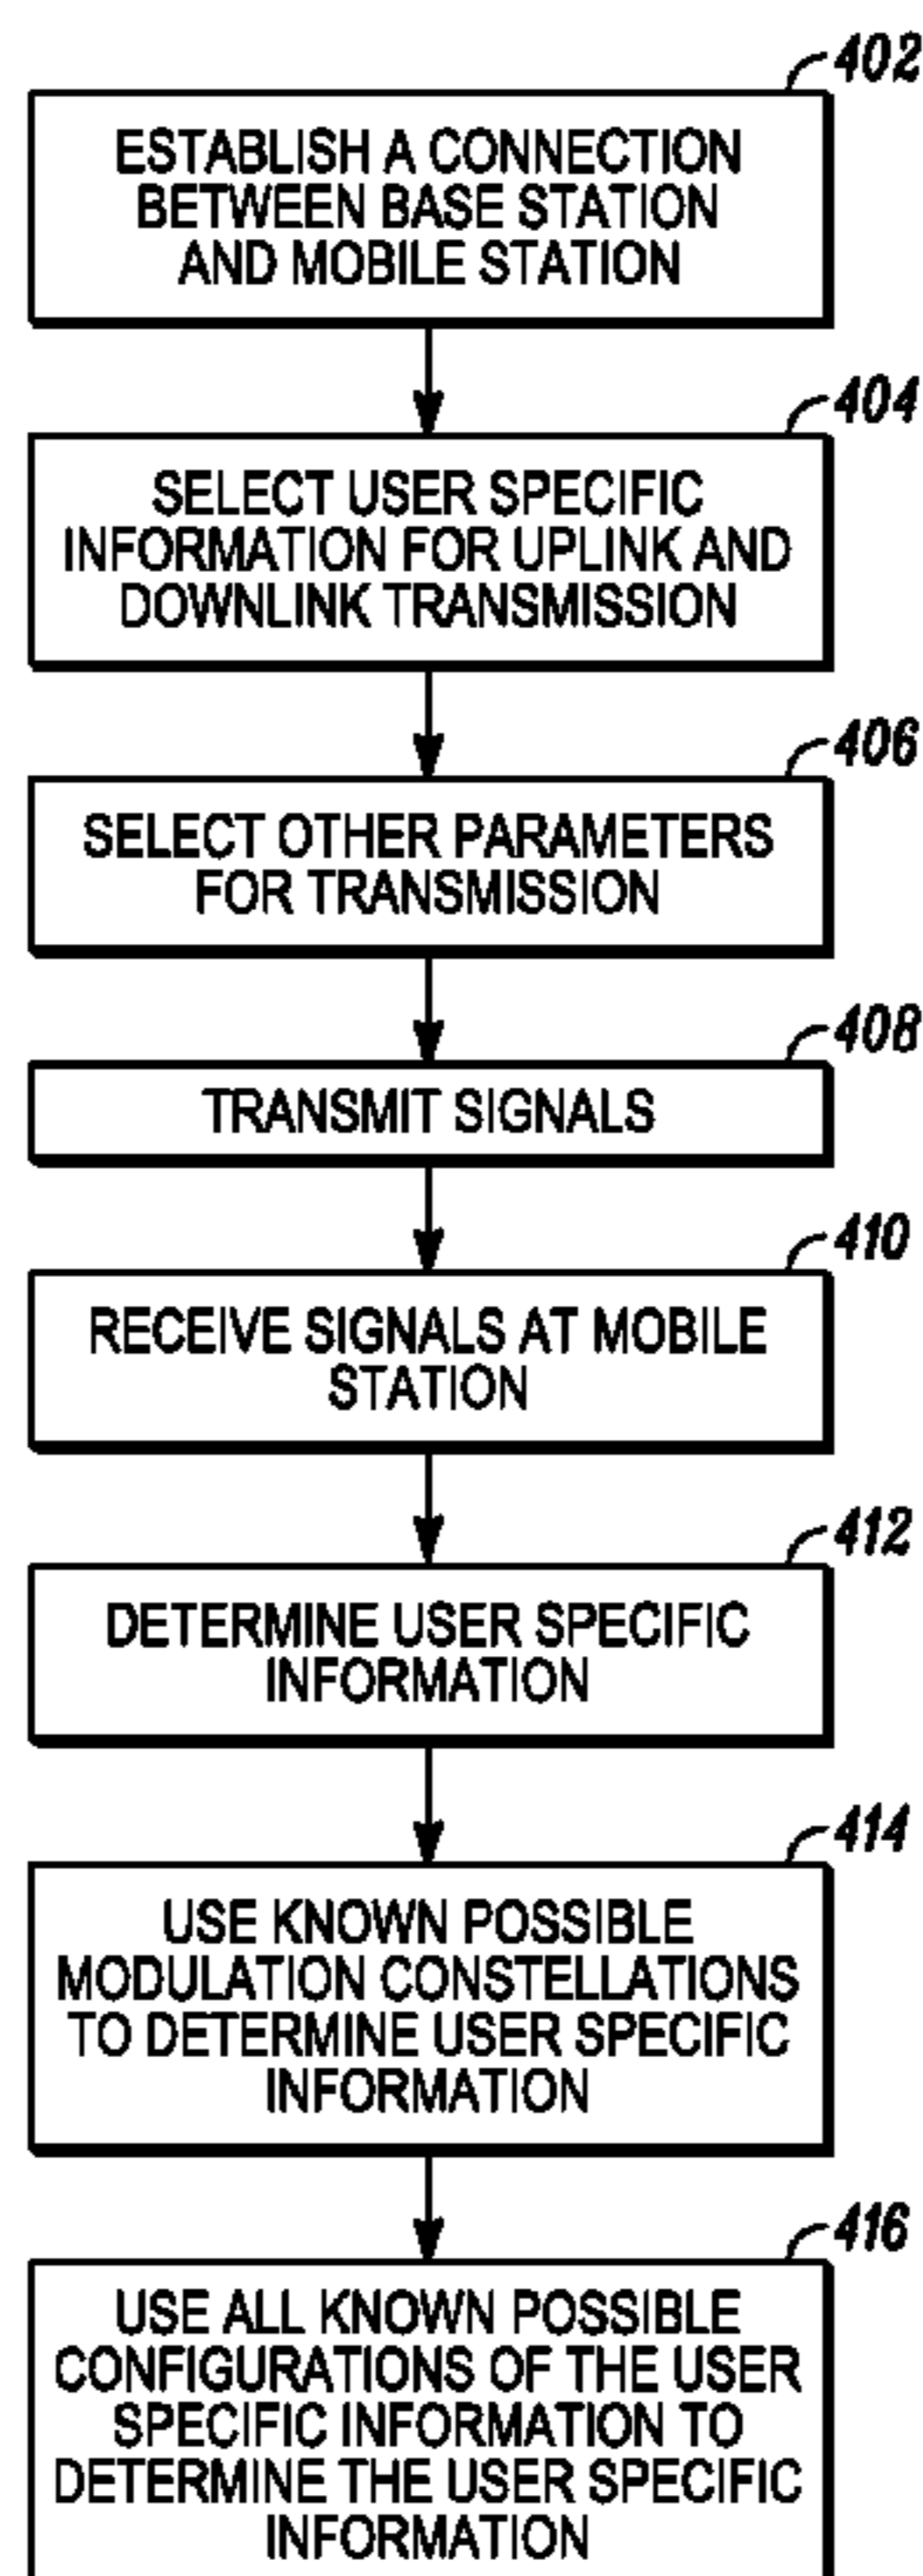 402
ESTABLISH A CONNECTION
BETWEEN BASE STATION
AND MOBILE STATION
404
SELECT USER SPECIFIC
INFORMATION FOR UPLINK AND
DOWNLINK TRANSMISSION
406
SELECT OTHER PARAMETERS
FOR TRANSMISSION
408
TRANSMIT SIGNALS
410
RECEIVE SIGNALS AT MOBILE
STATION
412
DETERMINE USER SPECIFIC
INFORMATION
414
USE KNOWN POSSIBLE
MODULATION CONSTELLATIONS
TO DETERMINE USER SPECIFIC
INFORMATION
416
USE ALL KNOWN POSSIBLE
CONFIGURATIONS OF THE USER
SPECIFIC INFORMATION TO
DETERMINE THE USER SPECIFIC
INFORMATION